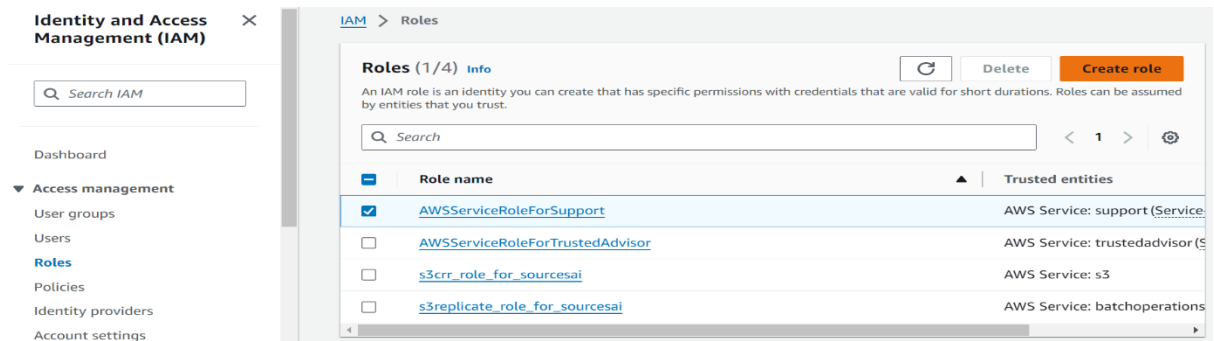 Identity and Access
Management (IAM)
Search IAM
Dashboard
Access management
User groups
Users
Roles
Policies
Identity providers
Account settings
IAM > Roles
Roles (1/4) Info
Delete
Create role
An IAM role is an identity you can create that has specific permissions with credentials that are valid for short durations. Roles can be assumed
by entities that you trust.
Search
1
Role name
Trusted entities
AWSServiceRoleForSupport
AWS Service: support (Service-
AWSServiceRoleForTrustedAdvisor
AWS Service: trustedadvisor (S
s3crr_role_for_sourcesai
AWS Service: s3
s3replicate_role_for_sourcesai
AWS Service: batchoperations